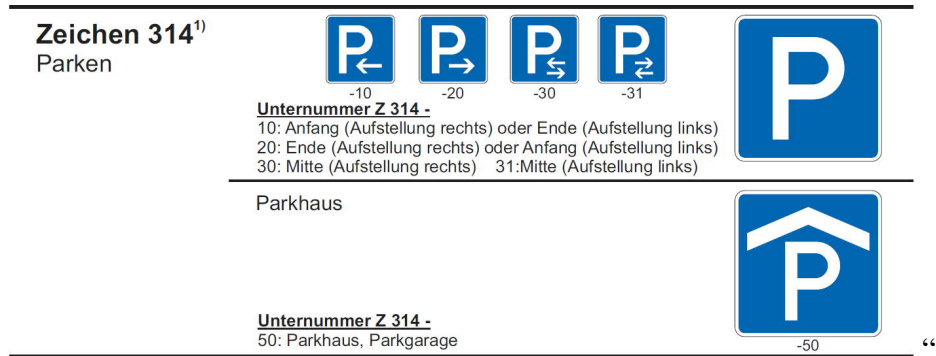 Zeichen 314¹⁾
Parken
P P P P P
-10 -20 -30 -31
Unternummer Z 314 -
10: Anfang (Aufstellung rechts) oder Ende (Aufstellung links)
20: Ende (Aufstellung rechts) oder Anfang (Aufstellung links)
30: Mitte (Aufstellung rechts) 31:Mitte (Aufstellung links)
Parkhaus
P
Unternummer Z 314 -
50: Parkhaus, Parkgarage
-50 “